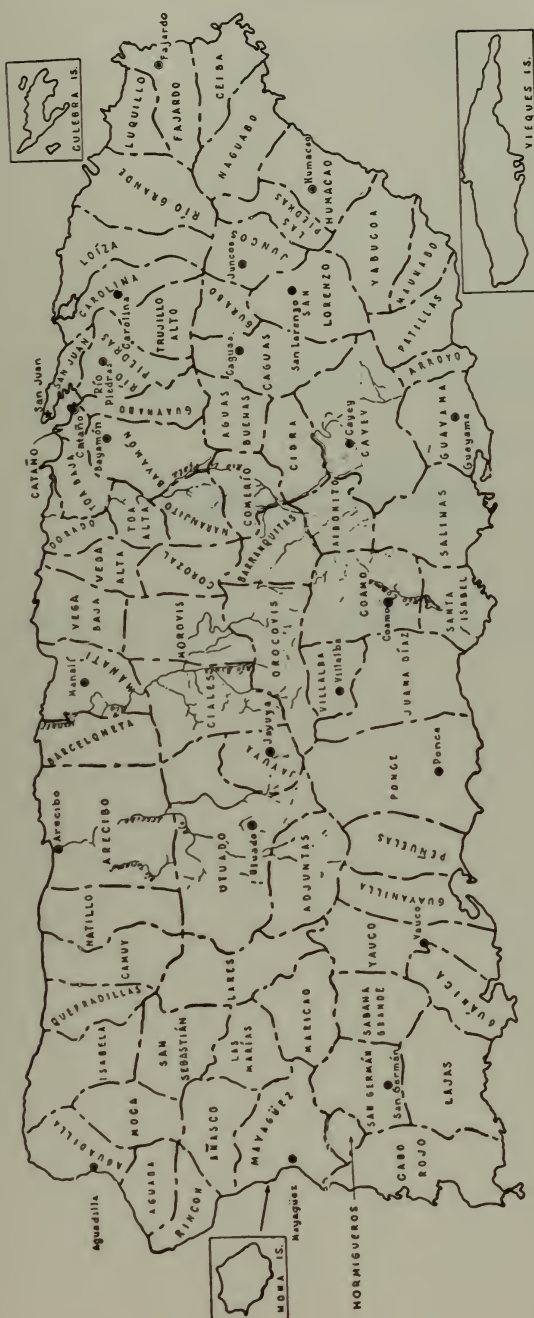 CULEBRA IS.
VIEQUES IS.
MONA IS.
San Juan
CATAÑO
SAN JUAN
Cataño
TOA BAJA
Bayamón
BAYAMÓN
DORADO
TOA
ALTA
VEGA
ALTA
VEGA
BAJA
MANATÍ
Manatí
BARCELONETA
Arecibo
ARECIBO
HATILLO
CAMUY
QUEBRADILLAS
ISABELA
AGUADILLA
Aguadilla
MOCA
AGUADA
RINCON
AÑASCO
SAN
SEBASTIÁN
LAS
MARÍAS
LARES
MAYAGÜEZ
Mayagüez
MARICAO
HORMIGUEROS
SAN GERMÁN
San Germán
SABANA
GRANDE
CABO
ROJO
LAJAS
GUÁNICA
YAUCO
Yauco
GUAYANILLA
PEÑUELAS
ADJUNTAS
UTUADO
Utuado
JAYUYA
Jayuya
CIALES
MOROVIS
OROCOVIS
COROZAL
NARANJITO
COMERÍO
BARRANQUITAS
PONCE
Ponce
VILLALBA
Villalba
JUANA DÍAZ
COAMO
Coamo
SANTA
ISABEL
AIBONITO
SALINAS
CAYEY
Cayey
CIDRA
AGUAS
BUENAS
GUAYNABO
RÍO
PIEDRAS
Río
Piedras
CAROLINA
Carolina
TRUJILLO
ALTO
LOÍZA
RÍO GRANDE
LUQUILLO
FAJARDO
Fajardo
CEIBA
NAGUABO
HUMACAO
Humacao
LAS
PIEDRAS
JUNCOS
Juncos
GURABO
CAGUAS
Caguas
SAN
LORENZO
San Lorenzo
YABUCOA
MAUNABO
PATILLAS
ARROYO
GUAYAMA
Guayama